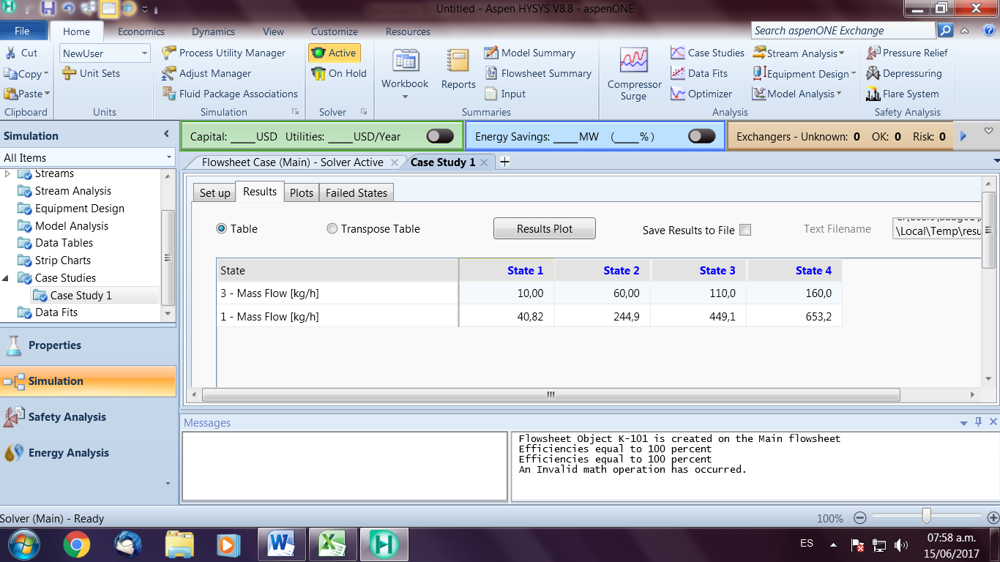 Untitled - Aspen HYSYS V8.8 - aspenONE
File Home Economics Dynamics View Customize Resources Search aspenONE Exchange
Cut NewUser Process Utility Manager Active Model Summary Case Studies Stream Analysis Pressure Relief
Copy Unit Sets Adjust Manager On Hold Workbook Reports Flowsheet Summary Compressor Surge Data Fits Equipment Design Depressuring
Paste Fluid Package Associations Input Optimizer Model Analysis Flare System
Clipboard Units Simulation Solver Summaries Analysis Safety Analysis
Simulation
Capital: _____USD Utilities: _____USD/Year Energy Savings: _____MW (____%) Exchangers - Unknown: 0 OK: 0 Risk: 0
All Items
Flowsheet Case (Main) - Solver Active Case Study 1
Streams
Stream Analysis
Equipment Design
Model Analysis
Data Tables
Strip Charts
Case Studies
Case Study 1
Data Fits
Properties
Simulation
Safety Analysis
Energy Analysis
Set up Results Plots Failed States
Table Transpose Table Results Plot Save Results to File Text Filename
\Local\Temp\resu
State State 1 State 2 State 3 State 4
3 - Mass Flow [kg/h] 10,00 60,00 110,0 160,0
1 - Mass Flow [kg/h] 40,82 244,9 449,1 653,2
Messages
Flowsheet Object K-101 is created on the Main flowsheet
Efficiencies equal to 100 percent
Efficiencies equal to 100 percent
An Invalid math operation has occurred.
Solver (Main) - Ready 100%
ES 07:58 a.m.
15/06/2017